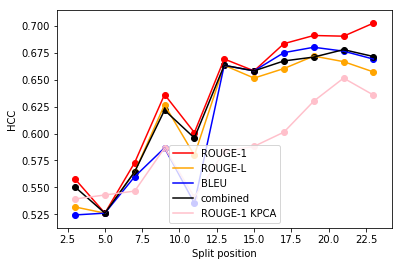 0.700
0.675
0.650
0.625
0.600
0.575
0.550
0.525
HCC
ROUGE-1
ROUGE-L
BLEU
combined
ROUGE-1 KPCA
2.5 5.0 7.5 10.0 12.5 15.0 17.5 20.0 22.5
Split position